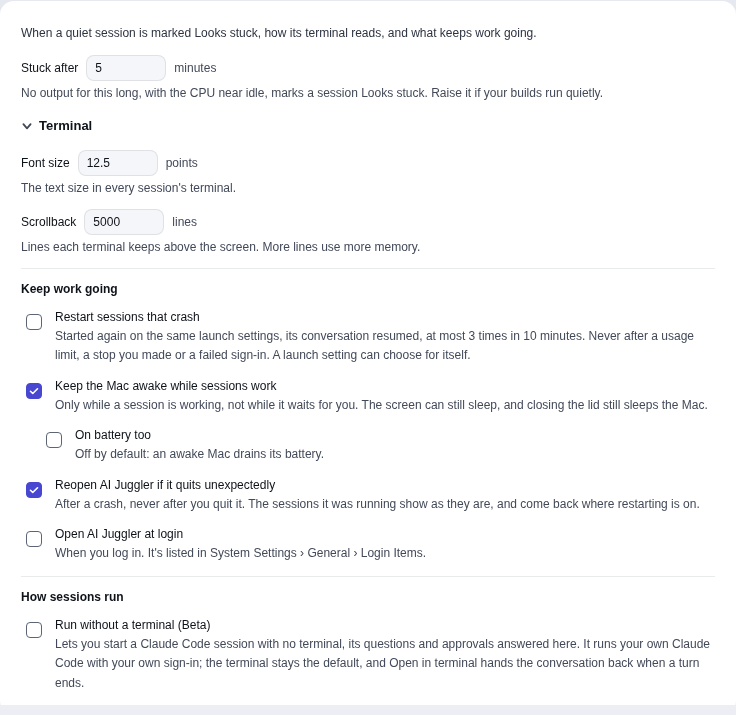 When a quiet session is marked Looks stuck, how its terminal reads, and what keeps work going.
Stuck after 5 minutes
No output for this long, with the CPU near idle, marks a session Looks stuck. Raise it if your builds run quietly.
Terminal
Font size 12.5 points
The text size in every session's terminal.
Scrollback 5000 lines
Lines each terminal keeps above the screen. More lines use more memory.
Keep work going
Restart sessions that crash
Started again on the same launch settings, its conversation resumed, at most 3 times in 10 minutes. Never after a usage
limit, a stop you made or a failed sign-in. A launch setting can choose for itself.
Keep the Mac awake while sessions work
Only while a session is working, not while it waits for you. The screen can still sleep, and closing the lid still sleeps the Mac.
On battery too
Off by default: an awake Mac drains its battery.
Reopen AI Juggler if it quits unexpectedly
After a crash, never after you quit it. The sessions it was running show as they are, and come back where restarting is on.
Open AI Juggler at login
When you log in. It's listed in System Settings › General › Login Items.
How sessions run
Run without a terminal (Beta)
Lets you start a Claude Code session with no terminal, its questions and approvals answered here. It runs your own Claude
Code with your own sign-in; the terminal stays the default, and Open in terminal hands the conversation back when a turn
ends.